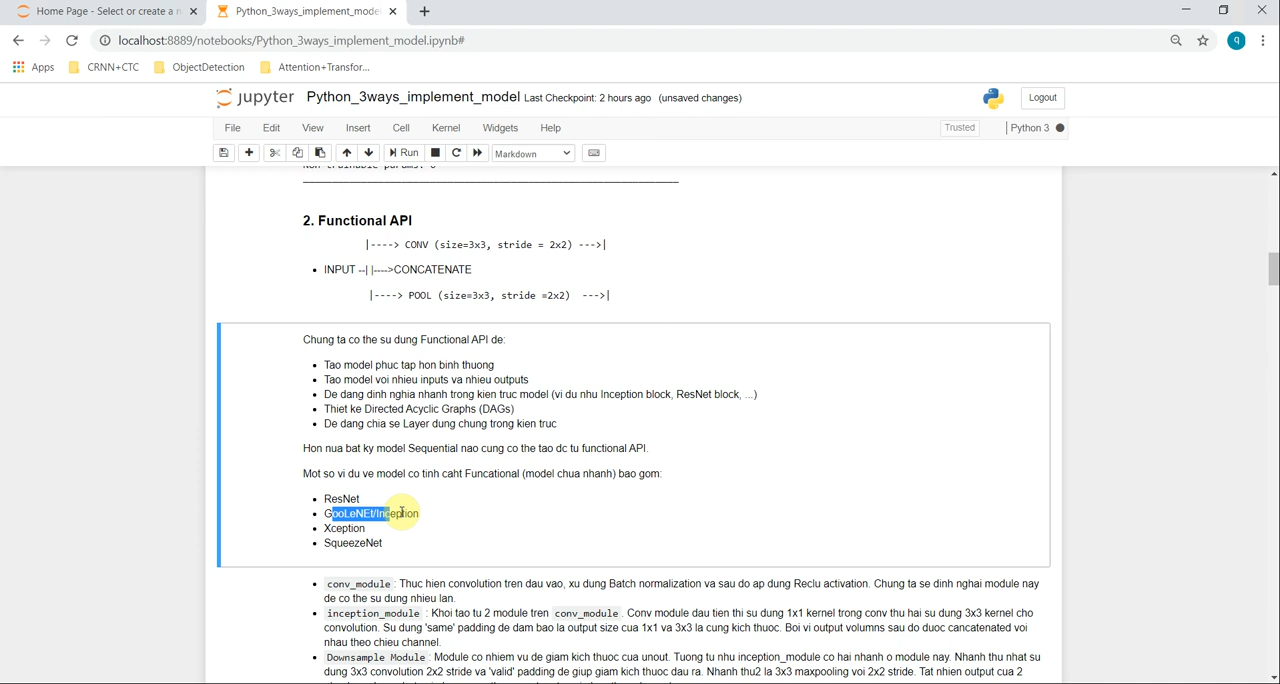 Home Page - Select or create a n
Python_3ways_implement_model
localhost:8889/notebooks/Python_3ways_implement_model.ipynb#
q
Apps
CRNN+CTC
ObjectDetection
Attention+Transfor...
jupyter
Python_3ways_implement_model Last Checkpoint: 2 hours ago (unsaved changes)
Logout
File Edit View Insert Cell Kernel Widgets Help
Trusted
Python 3
Run
Markdown
2. Functional API
|----> CONV (size=3x3, stride = 2x2) --->|
• INPUT --| |---->CONCATENATE
|----> POOL (size=3x3, stride =2x2) --->|
Chung ta co the su dung Functional API de:
• Tao model phuc tap hon binh thuong
• Tao model voi nhieu inputs va nhieu outputs
• De dang dinh nghia nhanh trong kien truc model (vi du nhu Inception block, ResNet block, ...)
• Thiet ke Directed Acyclic Graphs (DAGs)
• De dang chia se Layer dung chung trong kien truc
Hon nua bat ky model Sequential nao cung co the tao dc tu functional API.
Mot so vi du ve model co tinh caht Funcational (model chua nhanh) bao gom:
• ResNet
• GooLeNEt/Inception
• Xception
• SqueezeNet
• conv_module : Thuc hien convolution tren dau vao, xu dung Batch normalization va sau do ap dung Reclu activation. Chung ta se dinh nghai module nay
de co the su dung nhieu lan.
• inception_module : Khoi tao tu 2 module tren conv_module. Conv module dau tien thi su dung 1x1 kernel trong conv thu hai su dung 3x3 kernel cho
convolution. Su dung 'same' padding de dam bao la output size cua 1x1 va 3x3 la cung kich thuoc. Boi vi output volumns sau do duoc cancatenated voi
nhau theo chieu channel.
• Downsample Module : Module co nhiem vu de giam kich thuoc cua unout. Tuong tu nhu inception_module co hai nhanh o module nay. Nhanh thu nhat su
dung 3x3 convolution 2x2 stride va 'valid' padding de giup giam kich thuoc dau ra. Nhanh thu2 la 3x3 maxpooling voi 2x2 stride. Tat nhien output cua 2